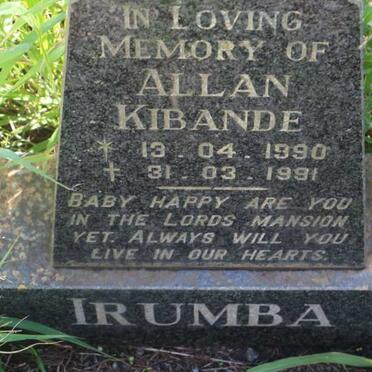 IN LOVING
MEMORY OF
ALLAN
KIBANDE
* 13 . 04 . 1990
+ 31 . 03 . 1991
BABY HAPPY ARE YOU
IN THE LORDS MANSION
YET. ALWAYS WILL YOU
LIVE IN OUR HEARTS.
IRUMBA